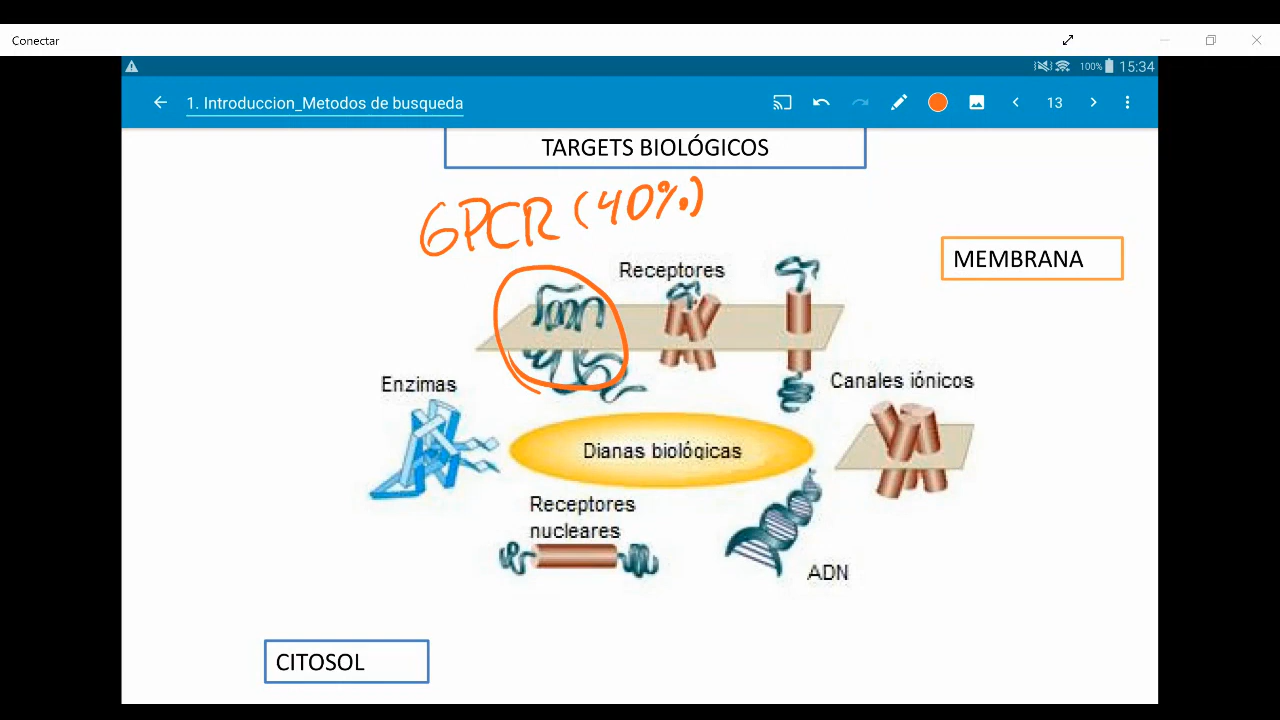 Conectar
100% 15:34
1. Introduccion_Metodos de busqueda
13
TARGETS BIOLÓGICOS
GPCR (40%)
MEMBRANA
Receptores
Enzimas
Canales iónicos
Dianas biológicas
Receptores
nucleares
ADN
CITOSOL